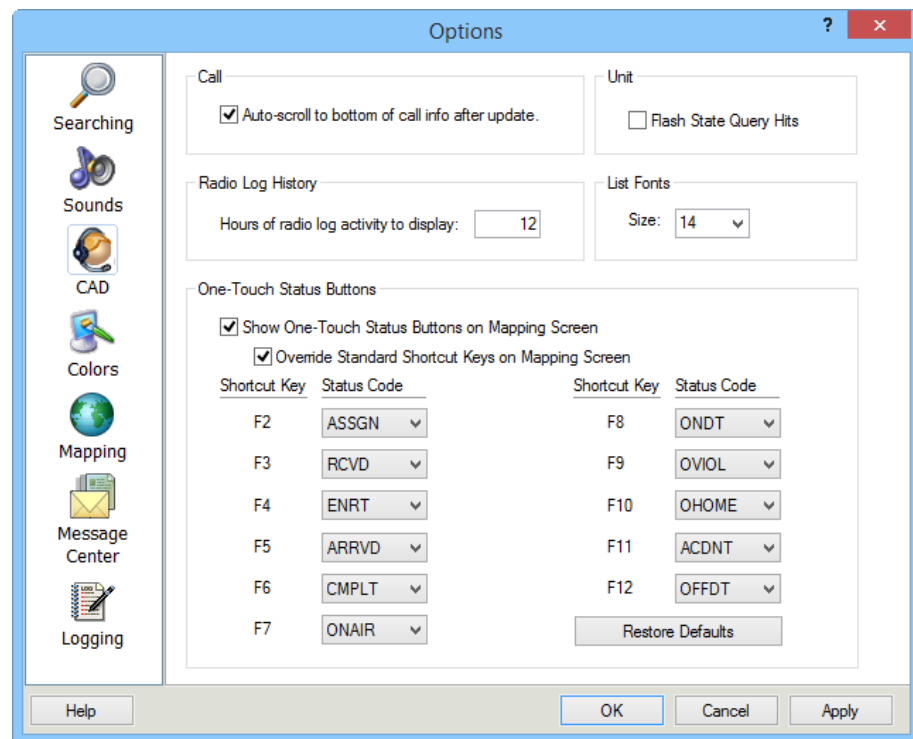 Options
?
Searching
Sounds
CAD
Colors
Mapping
Message
Center
Logging
Call
Auto-scroll to bottom of call info after update.
Unit
Flash State Query Hits
Radio Log History
Hours of radio log activity to display: 12
List Fonts
Size: 14
One-Touch Status Buttons
Show One-Touch Status Buttons on Mapping Screen
Override Standard Shortcut Keys on Mapping Screen
Shortcut Key Status Code Shortcut Key Status Code
F2 ASSGN F8 ONDT
F3 RCVD F9 OVIOL
F4 ENRT F10 OHOME
F5 ARRVD F11 ACDNT
F6 CMPLT F12 OFFDT
F7 ONAIR Restore Defaults
Help OK Cancel Apply